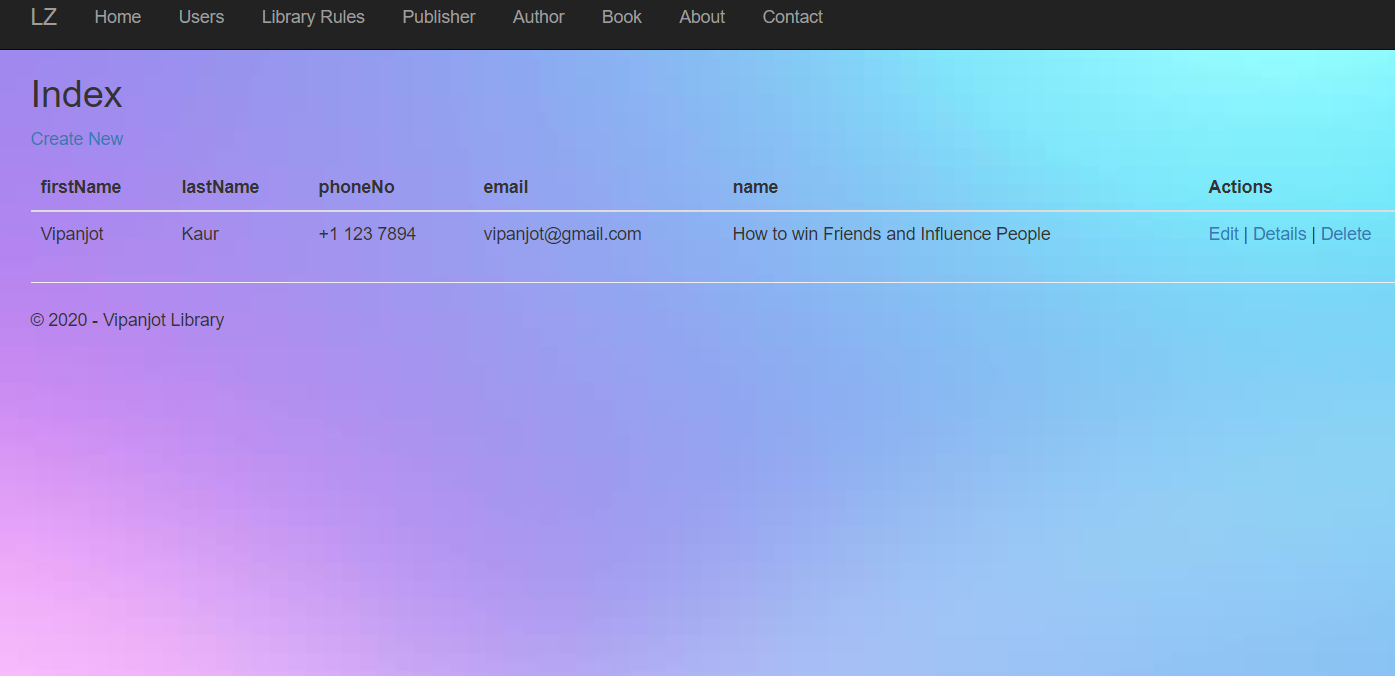 LZ Home Users Library Rules Publisher Author Book About Contact
Index
Create New
firstName lastName phoneNo email name Actions
Vipanjot Kaur +1 123 7894 vipanjot@gmail.com How to win Friends and Influence People Edit | Details | Delete
© 2020 - Vipanjot Library